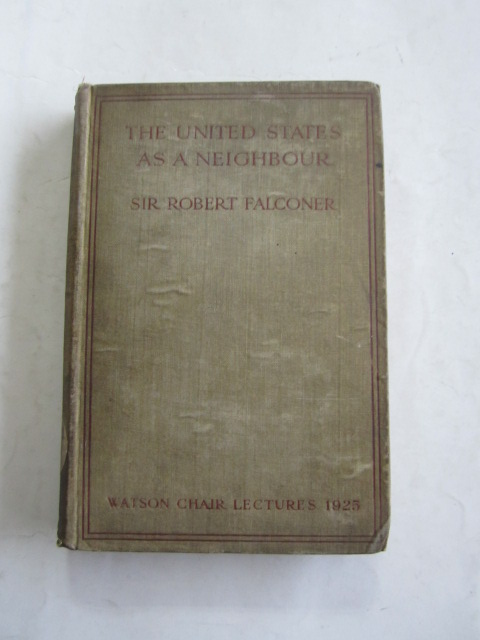 THE UNITED STATES
AS A NEIGHBOUR
SIR ROBERT FALCONER
WATSON CHAIR LECTURES 1925